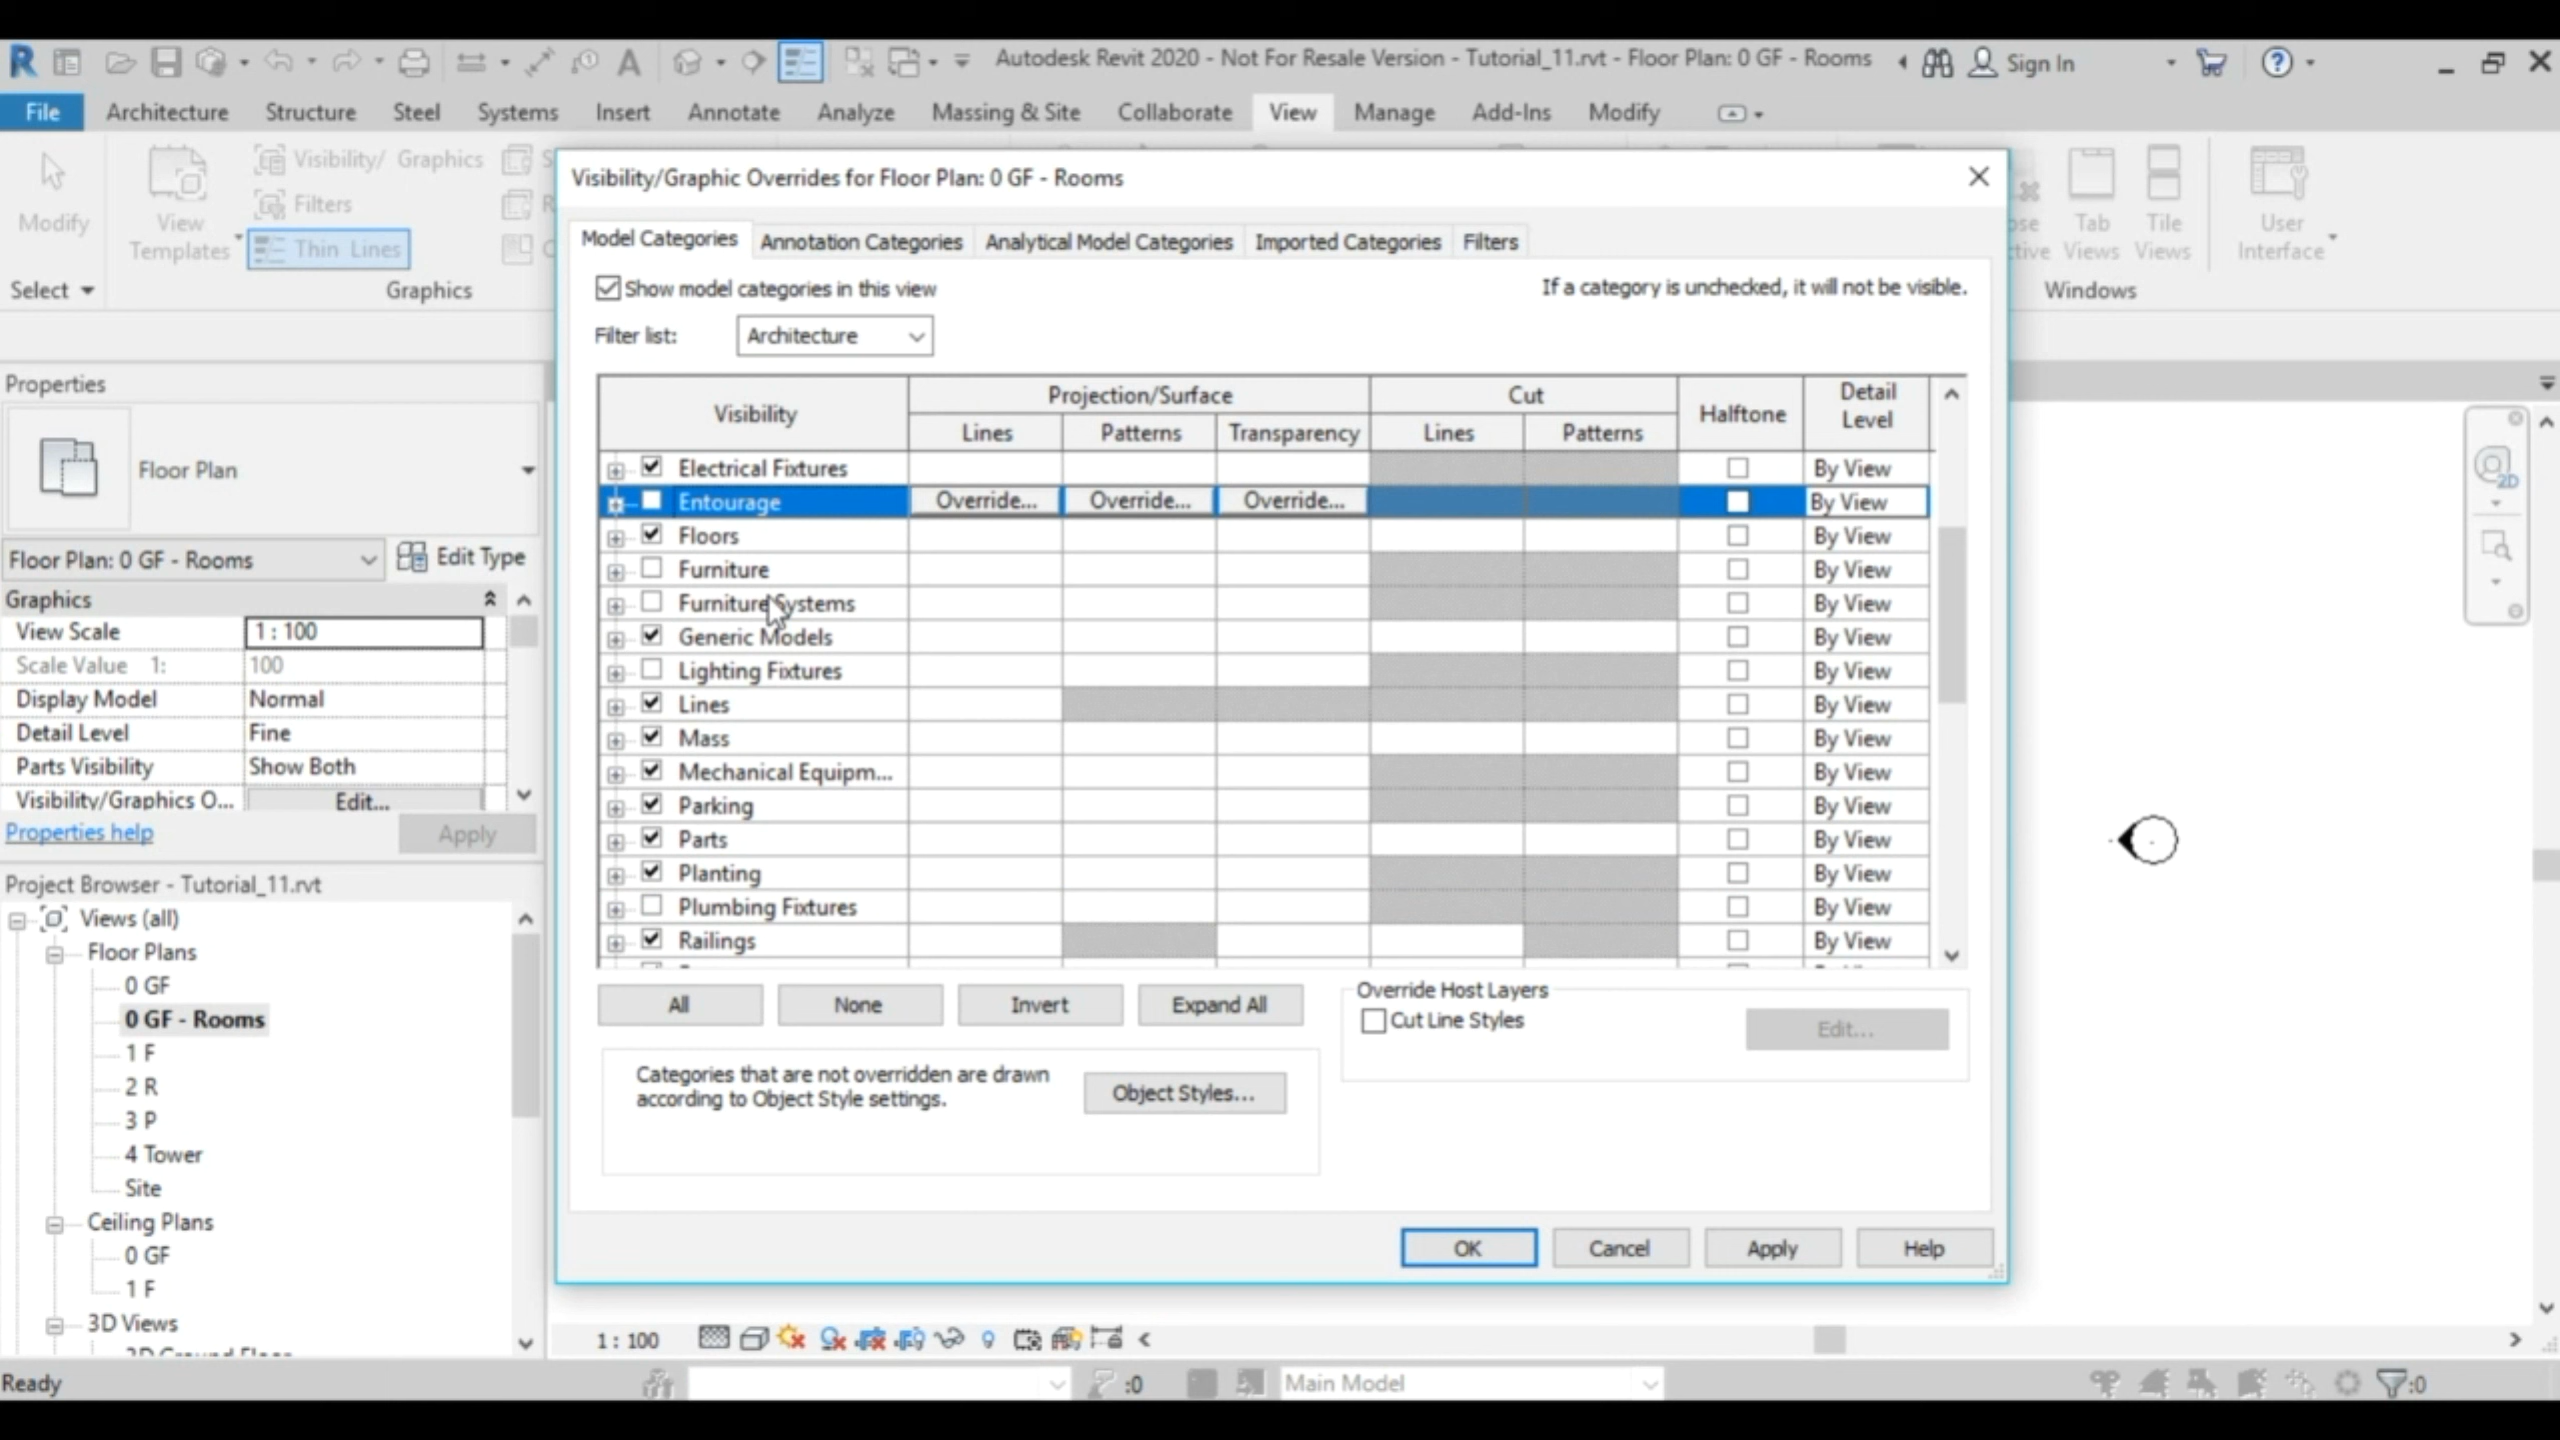 Autodesk Revit 2020 - Not For Resale Version - Tutorial_11.rvt - Floor Plan: 0 GF - Rooms
Sign In
File Architecture Structure Steel Systems Insert Annotate Analyze Massing & Site Collaborate View Manage Add-Ins Modify
Modify
View
Templates
Visibility/ Graphics
Filters
Thin Lines
Tab
Views
Tile
Views
User
Interface
Select
Graphics
Windows
Visibility/Graphic Overrides for Floor Plan: 0 GF - Rooms
Model Categories Annotation Categories Analytical Model Categories Imported Categories Filters
Show model categories in this view
If a category is unchecked, it will not be visible.
Filter list: Architecture
Visibility Projection/Surface Cut Halftone Detail Level
Lines Patterns Transparency Lines Patterns
Electrical Fixtures By View
Entourage Override... Override... Override... By View
Floors By View
Furniture By View
Furniture Systems By View
Generic Models By View
Lighting Fixtures By View
Lines By View
Mass By View
Mechanical Equipm... By View
Parking By View
Parts By View
Planting By View
Plumbing Fixtures By View
Railings By View
All None Invert Expand All
Override Host Layers
Cut Line Styles Edit...
Categories that are not overridden are drawn
according to Object Style settings.
Object Styles...
OK Cancel Apply Help
Properties
Floor Plan
Floor Plan: 0 GF - Rooms Edit Type
Graphics
View Scale 1 : 100
Scale Value 1: 100
Display Model Normal
Detail Level Fine
Parts Visibility Show Both
Visibility/Graphics O... Edit...
Properties help Apply
Project Browser - Tutorial_11.rvt
Views (all)
Floor Plans
0 GF
0 GF - Rooms
1 F
2 R
3 P
4 Tower
Site
Ceiling Plans
0 GF
1 F
3D Views
2D
1 : 100
Ready
:0
Main Model
:0